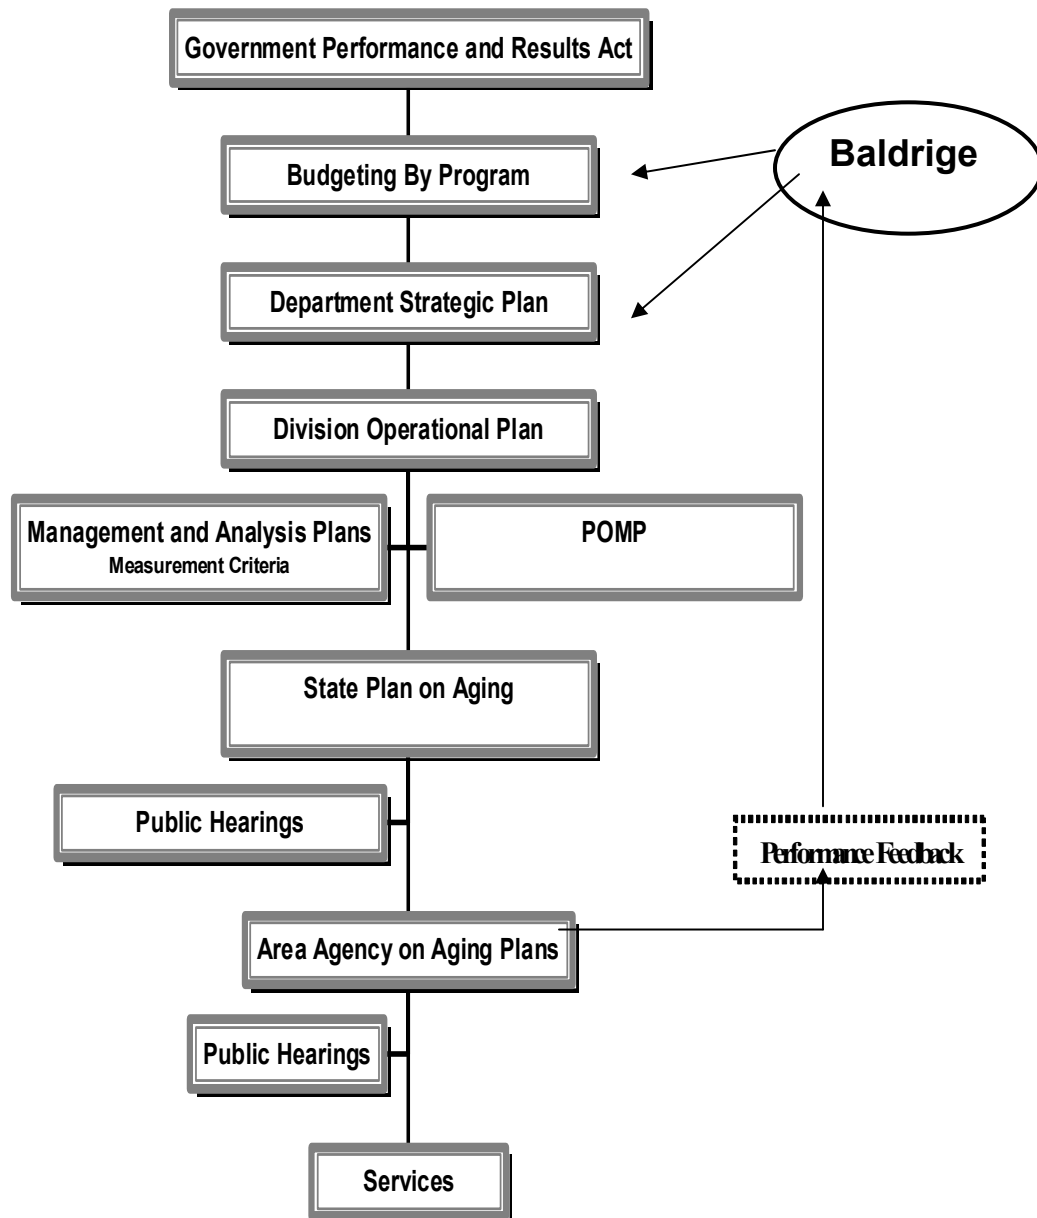 Government Performance and Results Act
Baldrige
Budgeting By Program
Department Strategic Plan
Division Operational Plan
Management and Analysis Plans
Measurement Criteria
POMP
State Plan on Aging
Public Hearings
Performance Feedback
Area Agency on Aging Plans
Public Hearings
Services